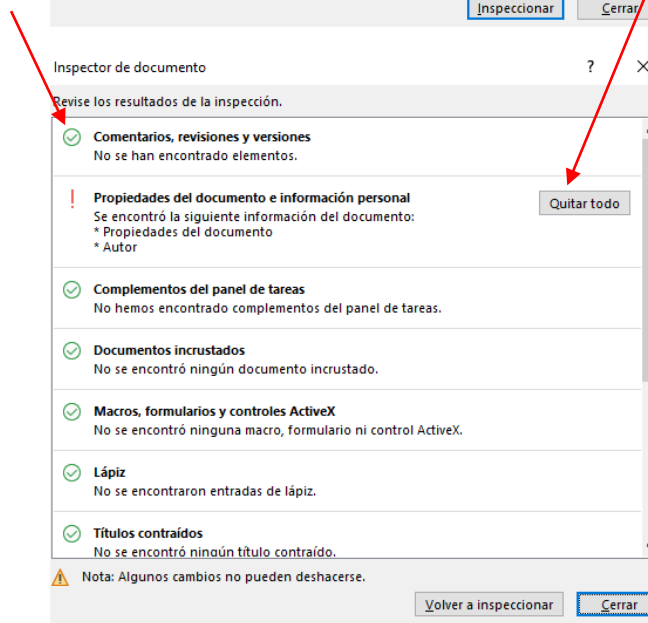 Inspeccionar Cerrar
Inspector de documento ?
Revise los resultados de la inspección.
Comentarios, revisiones y versiones
No se han encontrado elementos.
Propiedades del documento e información personal
Se encontró la siguiente información del documento:
* Propiedades del documento
* Autor
Quitar todo
Complementos del panel de tareas
No hemos encontrado complementos del panel de tareas.
Documentos incrustados
No se encontró ningún documento incrustado.
Macros, formularios y controles ActiveX
No se encontró ninguna macro, formulario ni control ActiveX.
Lápiz
No se encontraron entradas de lápiz.
Títulos contraídos
No se encontró ningún título contraído.
Nota: Algunos cambios no pueden deshacerse.
Volver a inspeccionar Cerrar